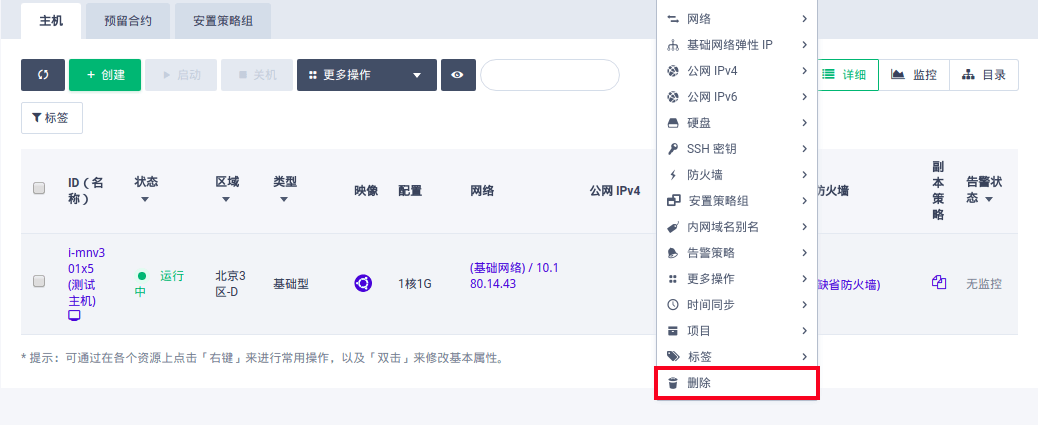 主机 预留合约 安置策略组
创建 启动 关机 更多操作 详细 监控 目录
标签
ID ( 名称 ) 状态 区域 类型 映像 配置 网络 公网 IPv4 防火墙 副本策略 告警状态
i-mnv301x5 (测试主机) 运行中 北京3区-D 基础型 1核1G (基础网络) / 10.180.14.43 缺省防火墙) 无监控
* 提示：可通过在各个资源上点击「右键」来进行常用操作，以及「双击」来修改基本属性。
网络
基础网络弹性 IP
公网 IPv4
公网 IPv6
硬盘
SSH 密钥
防火墙
安置策略组
内网域名别名
告警策略
更多操作
时间同步
项目
标签
删除